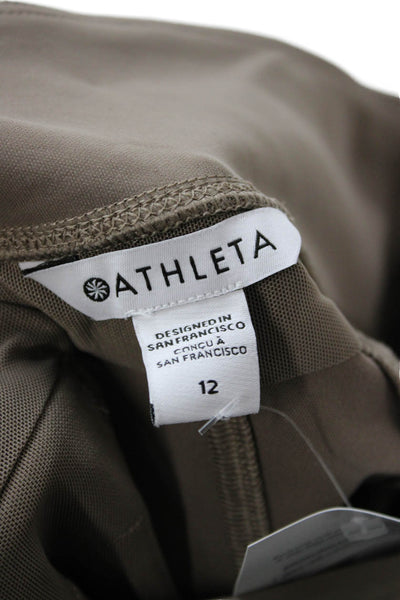 ATHLETA
DESIGNED IN
SAN FRANCISCO
CONÇU À
SAN FRANCISCO
12